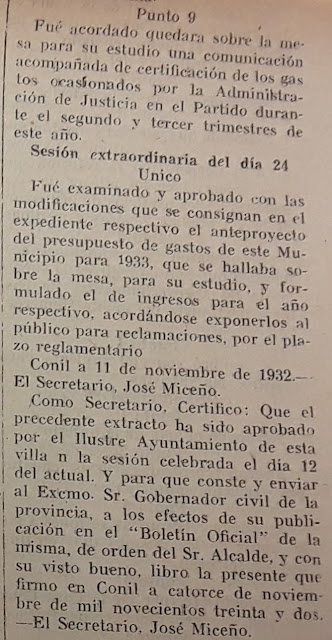 Punto 9
Fué acordado quedara sobre la me-
sa para su estudio una comunicación
acompañada de certificación de los gas
tos ocasionados por la Administra-
ción de Justicia en el Partido duran-
te el segundo y tercer trimestres de
este año.
Sesión extraordinaria del día 24
Unico
Fué examinado y aprobado con las
modificaciones que se consignan en el
expediente respectivo el anteproyecto
del presupuesto de gastos de este Mu-
nicipio para 1933, que se hallaba so-
bre la mesa, para su estudio, y for-
mulado el de ingresos para el año
respectivo, acordándose exponerlos al
público para reclamaciones, por el pla-
zo reglamentario
Conil a 11 de noviembre de 1932.—
El Secretario, José Miceño.
Como Secretario, Certifico: Que el
precedente extracto ha sido aprobado
por el Ilustre Ayuntamiento de esta
villa n la sesión celebrada el día 12
del actual. Y para que conste y enviar
al Excmo. Sr. Gobernador civil de la
provincia, a los efectos de su publi-
cación en el "Boletín Oficial" de la
misma, de orden del Sr. Alcalde, y con
su visto bueno, libro la presente que
firmo en Conil a catorce de noviem-
bre de mil novecientos treinta y dos.
—El Secretario, José Miceño.